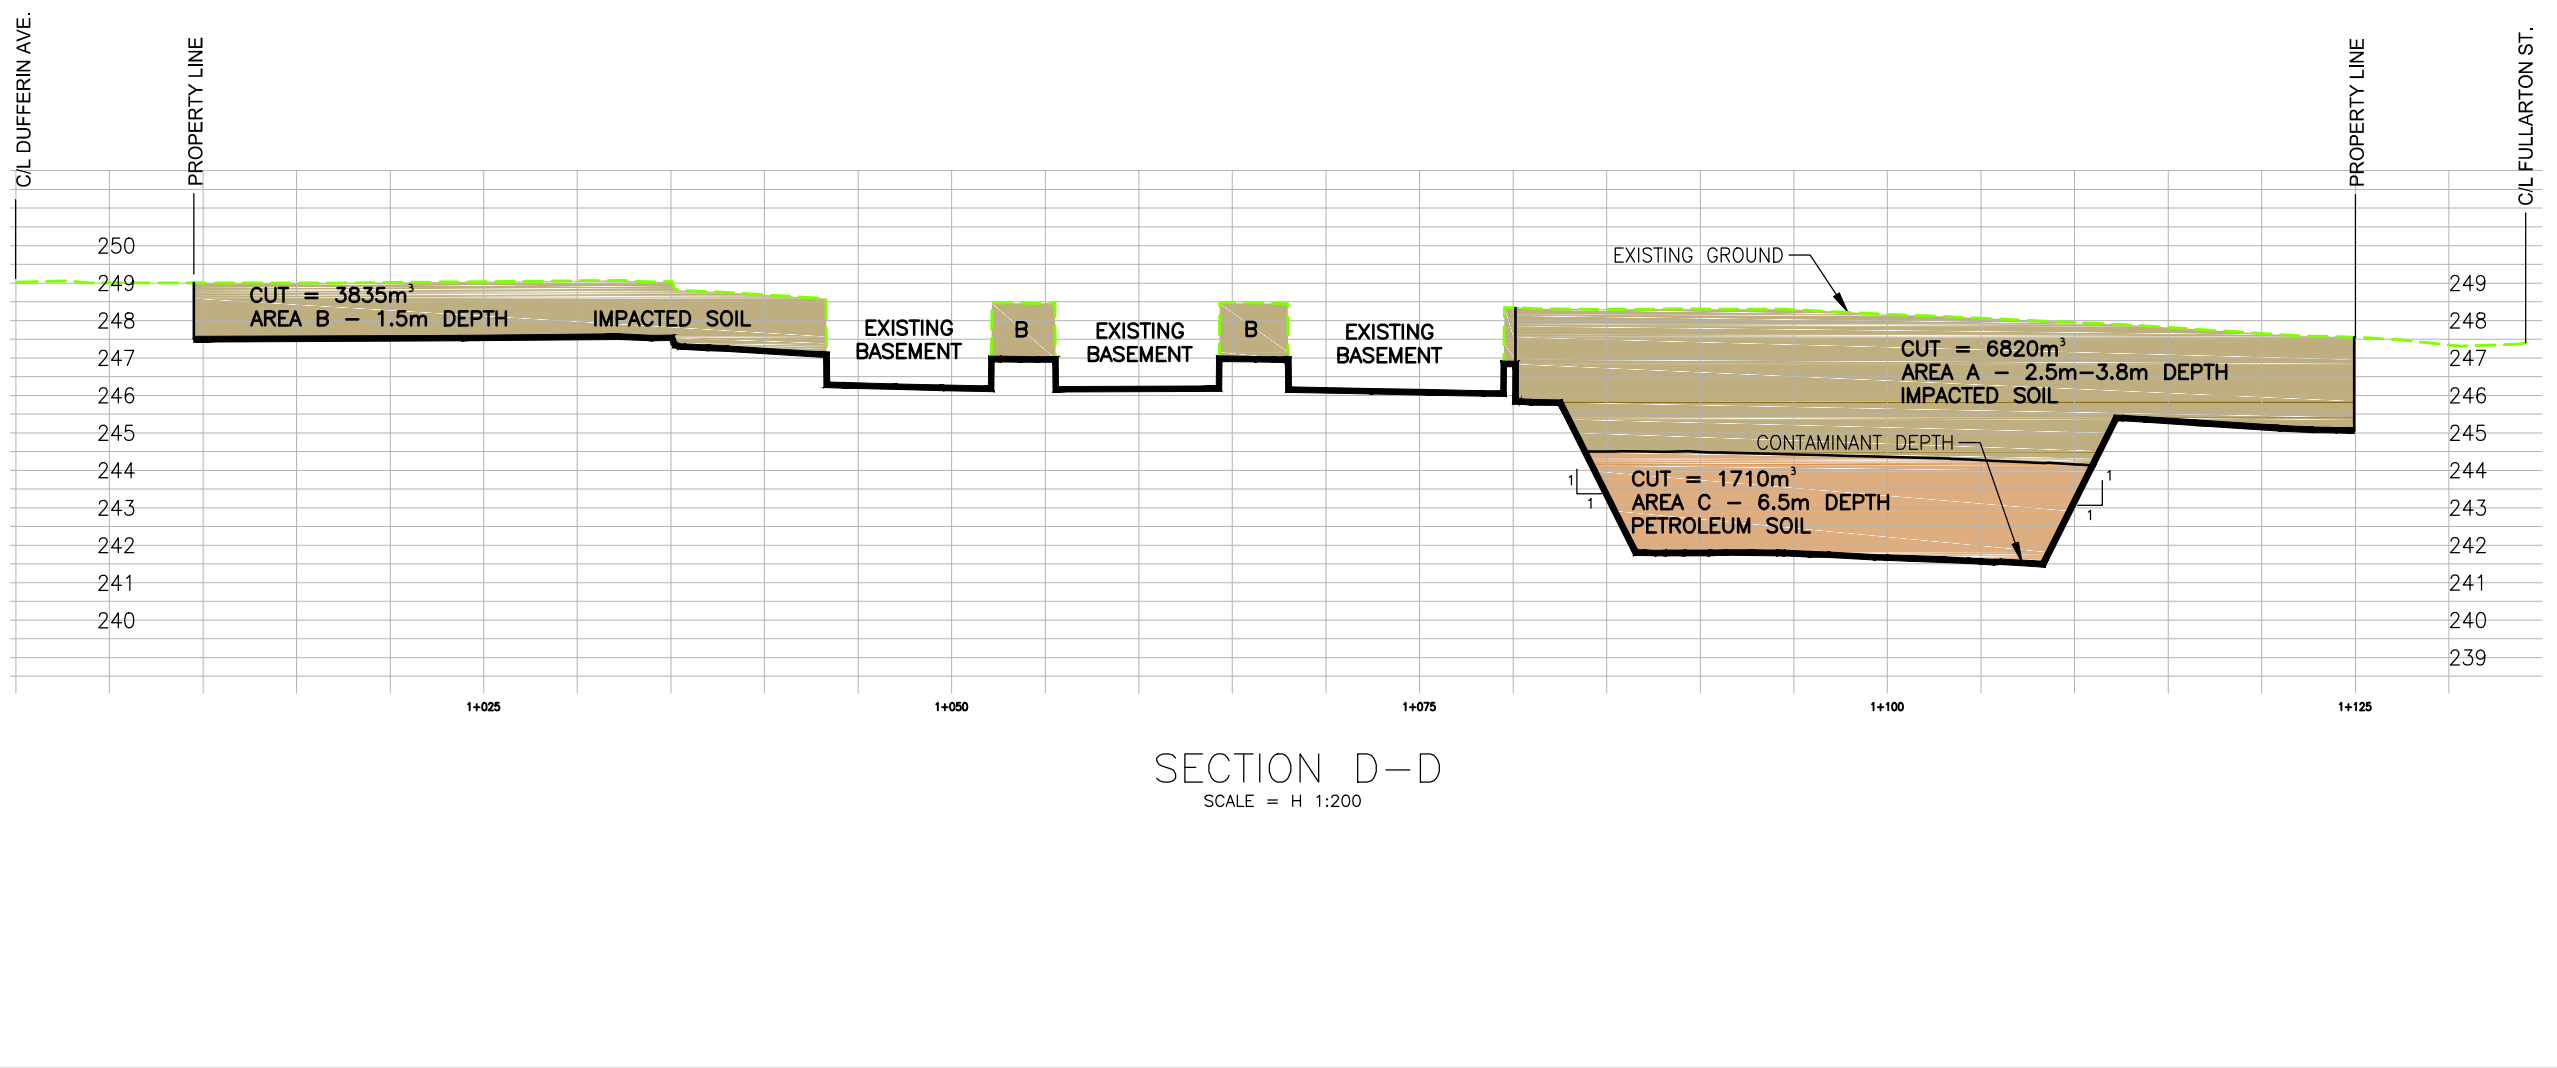 C/L DUFFERIN AVE.
PROPERTY LINE
PROPERTY LINE
C/L FULLARTON ST.
250
249
248
247
246
245
244
243
242
241
240
CUT = 3835m³
AREA B - 1.5m DEPTH
IMPACTED SOIL
EXISTING
BASEMENT
B
EXISTING
BASEMENT
B
EXISTING
BASEMENT
EXISTING GROUND
CUT = 6820m³
AREA A - 2.5m-3.8m DEPTH
IMPACTED SOIL
CONTAMINANT DEPTH
CUT = 1710m³
AREA C - 6.5m DEPTH
PETROLEUM SOIL
1
1
1
1
249
248
247
246
245
244
243
242
241
240
239
1+025
1+050
1+075
1+100
1+125
SECTION D-D
SCALE = H 1:200